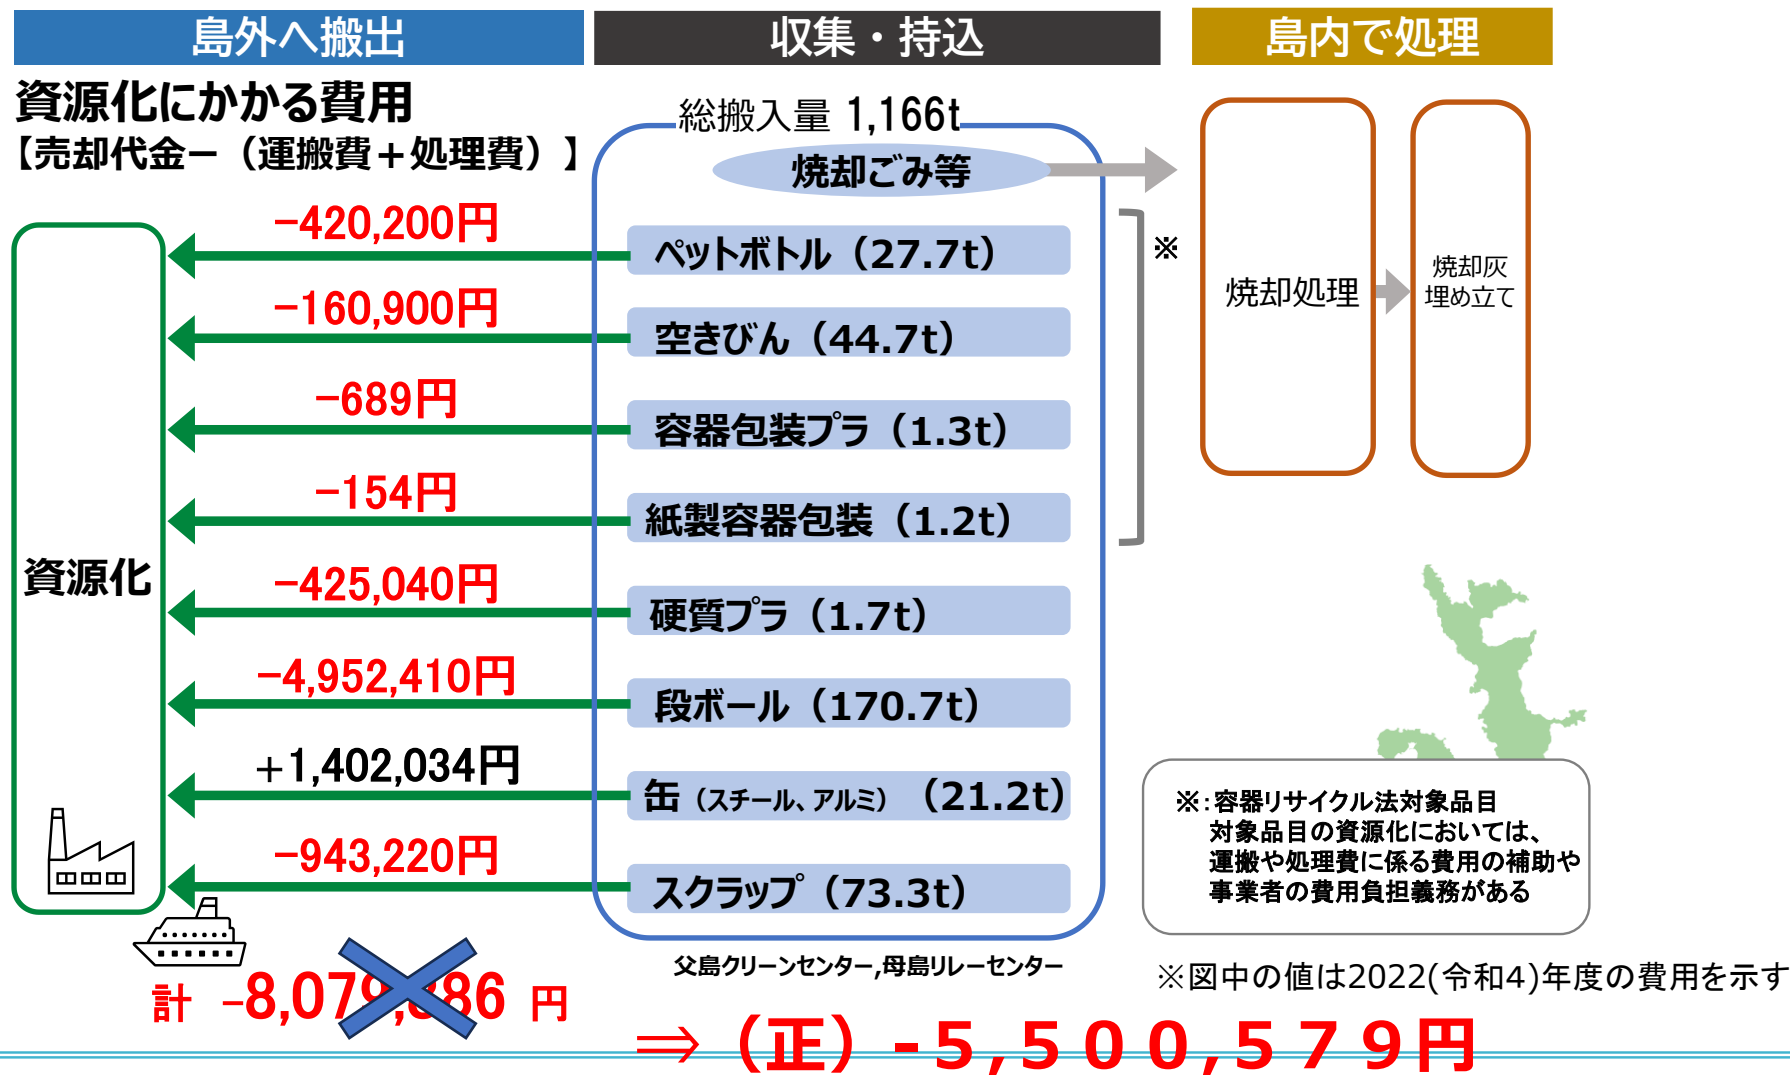 島外へ搬出
収集・持込
島内で処理
資源化にかかる費用
【売却代金ー（運搬費＋処理費）】
総搬入量 1,166t
焼却ごみ等
−420,200円
ペットボトル（27.7t）
−160,900円
空きびん（44.7t）
−689円
容器包装プラ（1.3t）
−154円
紙製容器包装（1.2t）
−425,040円
硬質プラ（1.7t）
−4,952,410円
段ボール（170.7t）
+1,402,034円
缶（スチール、アルミ）（21.2t）
−943,220円
スクラップ（73.3t）
資源化
※
焼却処理
焼却灰
埋め立て
※：容器リサイクル法対象品目
対象品目の資源化においては、
運搬や処理費に係る費用の補助や
事業者の費用負担義務がある
父島クリーンセンター,母島リレーセンター
※図中の値は2022(令和4)年度の費用を示す
計 −8,079,886 円
⇒（正）-５,５００,５７９円